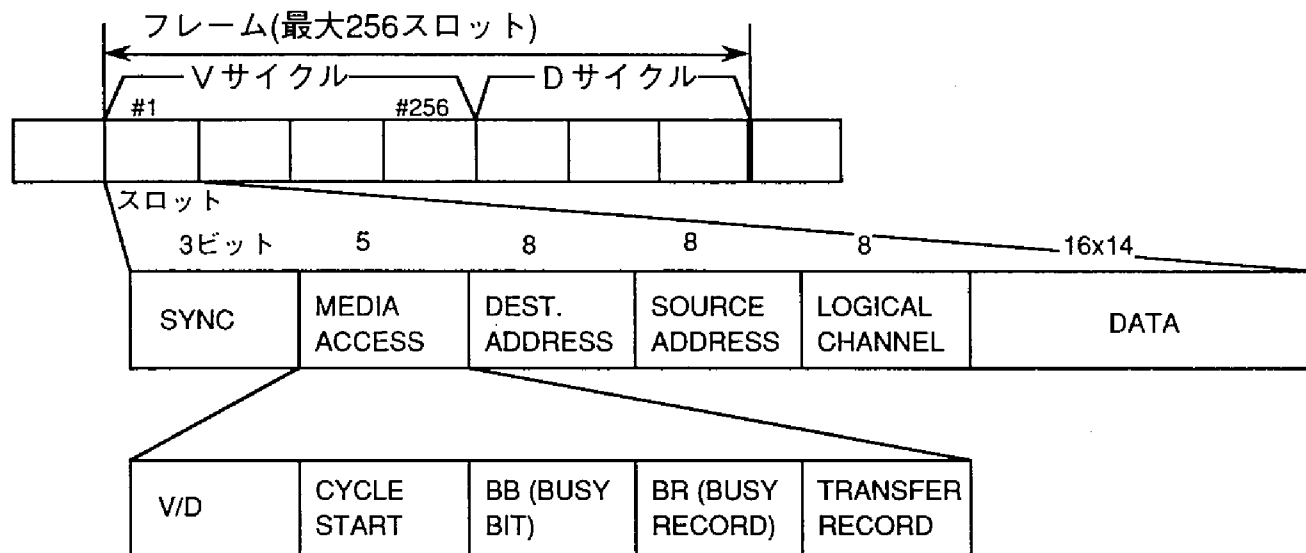 フレーム(最大256スロット)
Vサイクル
Dサイクル
#1
#256
スロット
3ビット
5
8
8
8
16x14
SYNC
MEDIA
ACCESS
DEST.
ADDRESS
SOURCE
ADDRESS
LOGICAL
CHANNEL
DATA
V/D
CYCLE
START
BB (BUSY
BIT)
BR (BUSY
RECORD)
TRANSFER
RECORD